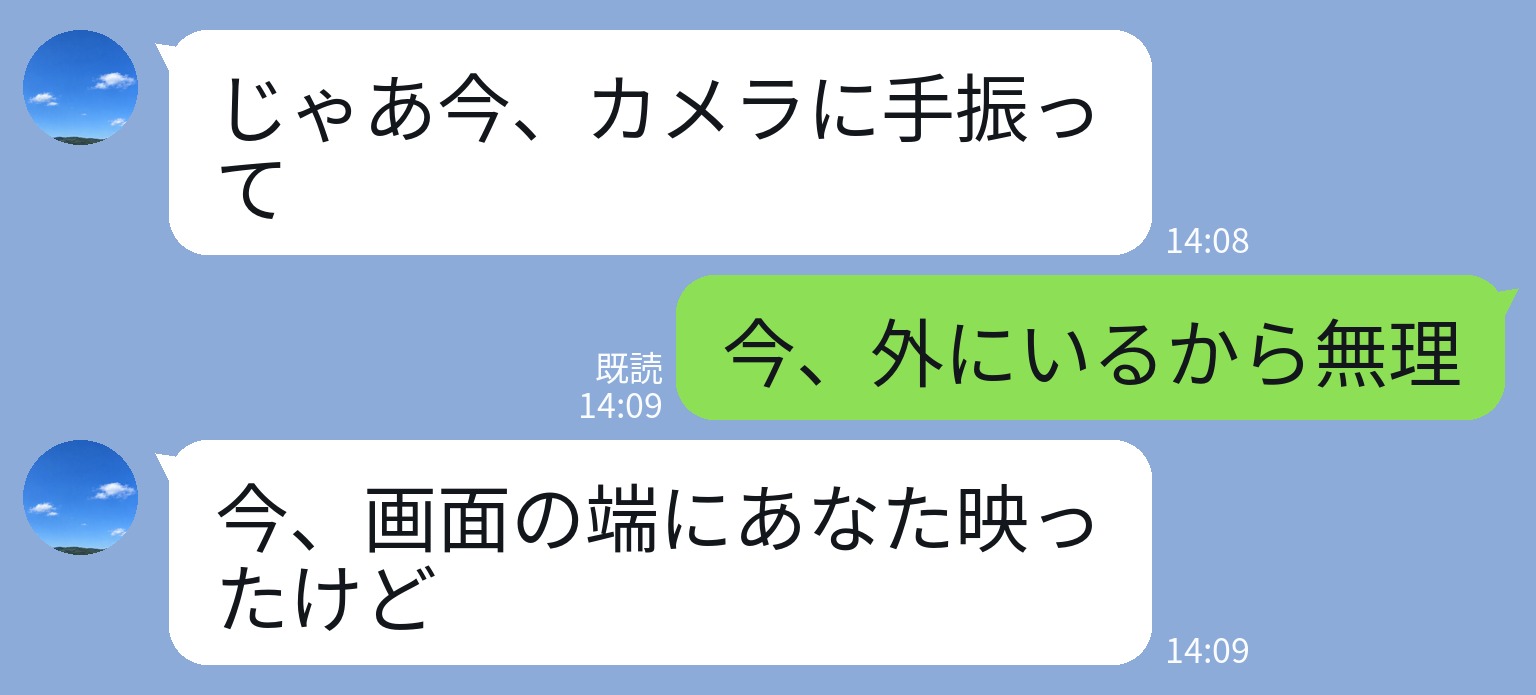 じゃあ今、カメラに手振っ
て
14:08
今、外にいるから無理
既読
14:09
今、画面の端にあなた映っ
たけど
14:09